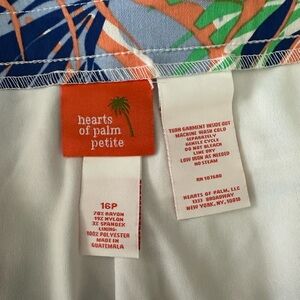 hearts
of palm
petite
16P
78% RAYON
19% NYLON
3% SPANDEX
LINING:
100% POLYESTER
MADE IN
GUATEMALA
TURN GARMENT INSIDE OUT
MACHINE WASH COLD
SEPARATELY
GENTLE CYCLE
DO NOT BLEACH
LINE DRY
LOW IRON AS NEEDED
NO STEAM
RN 107680
HEARTS OF PALM, LLC
1333 BROADWAY
NEW YORK, NY, 10018